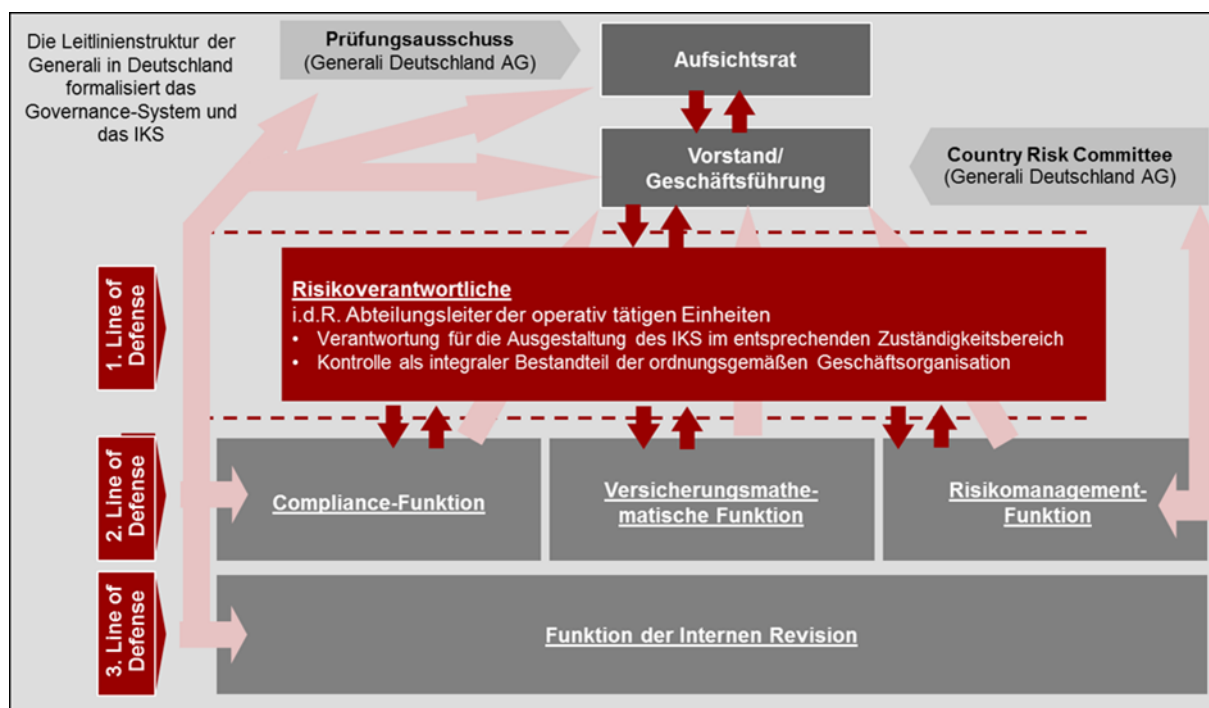 Die Leitlinienstruktur der
Generali in Deutschland
formalisiert das
Governance-System und
das IKS
Prüfungsausschuss
(Generali Deutschland AG)
Aufsichtsrat
Vorstand/
Geschäftsführung
Country Risk Committee
(Generali Deutschland AG)
1. Line of
Defense
Risikoverantwortliche
i.d.R. Abteilungsleiter der operativ tätigen Einheiten
• Verantwortung für die Ausgestaltung des IKS im entsprechenden Zuständigkeitsbereich
• Kontrolle als integraler Bestandteil der ordnungsgemäßen Geschäftsorganisation
2. Line of
Defense
Compliance-Funktion
Versicherungsmathe-
matische Funktion
Risikomanagement-
Funktion
3. Line of
Defense
Funktion der Internen Revision